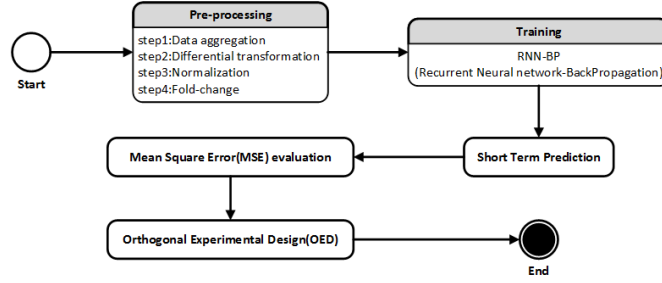 Start
Pre-processing
step1:Data aggregation
step2:Differential transformation
step3:Normalization
step4:Fold-change
Training
RNN-BP
(Recurrent Neural network-BackPropagation)
Short Term Prediction
Mean Square Error(MSE) evaluation
Orthogonal Experimental Design(OED)
End